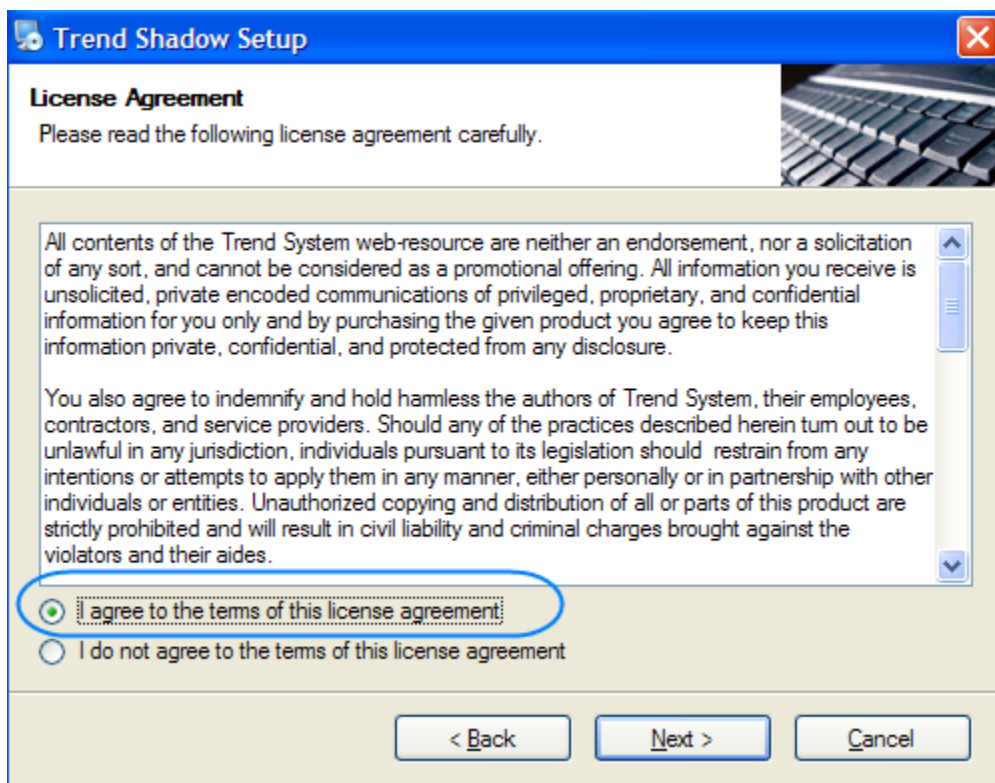 Trend Shadow Setup
License Agreement
Please read the following license agreement carefully.
All contents of the Trend System web-resource are neither an endorsement, nor a solicitation
of any sort, and cannot be considered as a promotional offering. All information you receive is
unsolicited, private encoded communications of privileged, proprietary, and confidential
information for you only and by purchasing the given product you agree to keep this
information private, confidential, and protected from any disclosure.
You also agree to indemnify and hold harmless the authors of Trend System, their employees,
contractors, and service providers. Should any of the practices described herein turn out to be
unlawful in any jurisdiction, individuals pursuant to its legislation should  restrain from any
intentions or attempts to apply them in any manner, either personally or in partnership with other
individuals or entities. Unauthorized copying and distribution of all or parts of this product are
strictly prohibited and will result in civil liability and criminal charges brought against the
violators and their aides.
I agree to the terms of this license agreement
I do not agree to the terms of this license agreement
< Back
Next >
Cancel